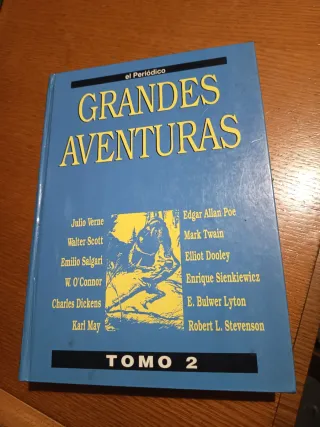 el Periódico
GRANDES
AVENTURAS
Julio Verne
Walter Scott
Emilio Salgari
W. O'Connor
Charles Dickens
Karl May
Edgar Allan Poe
Mark Twain
Elliot Dooley
Enrique Sienkiewicz
E. Bulwer Lyton
Robert L. Stevenson
TOMO 2